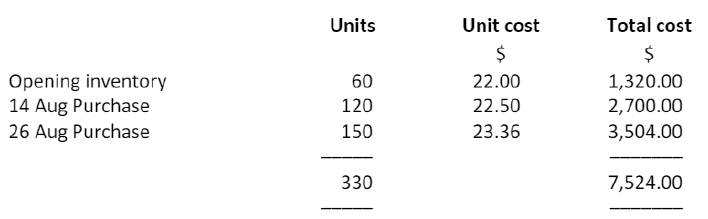 Units Unit cost Total cost
$ $
Opening inventory 60 22.00 1,320.00
14 Aug Purchase 120 22.50 2,700.00
26 Aug Purchase 150 23.36 3,504.00
330 7,524.00